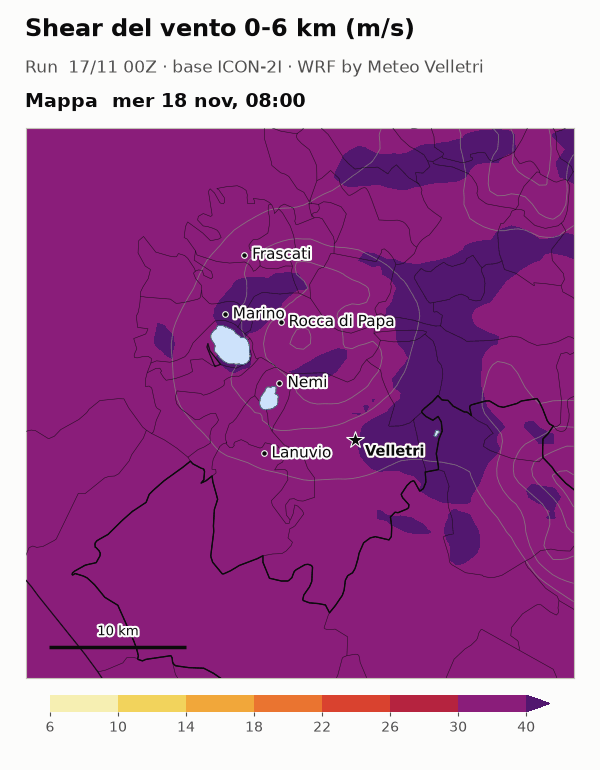 Shear del vento 0-6 km (m/s)
Run  17/11 00Z · base ICON-2I · WRF by Meteo Velletri
Mappa  mer 18 nov, 08:00
Frascati
Marino
Rocca di Papa
Nemi
Velletri
Lanuvio
10 km
6 10 14 18 22 26 30 40